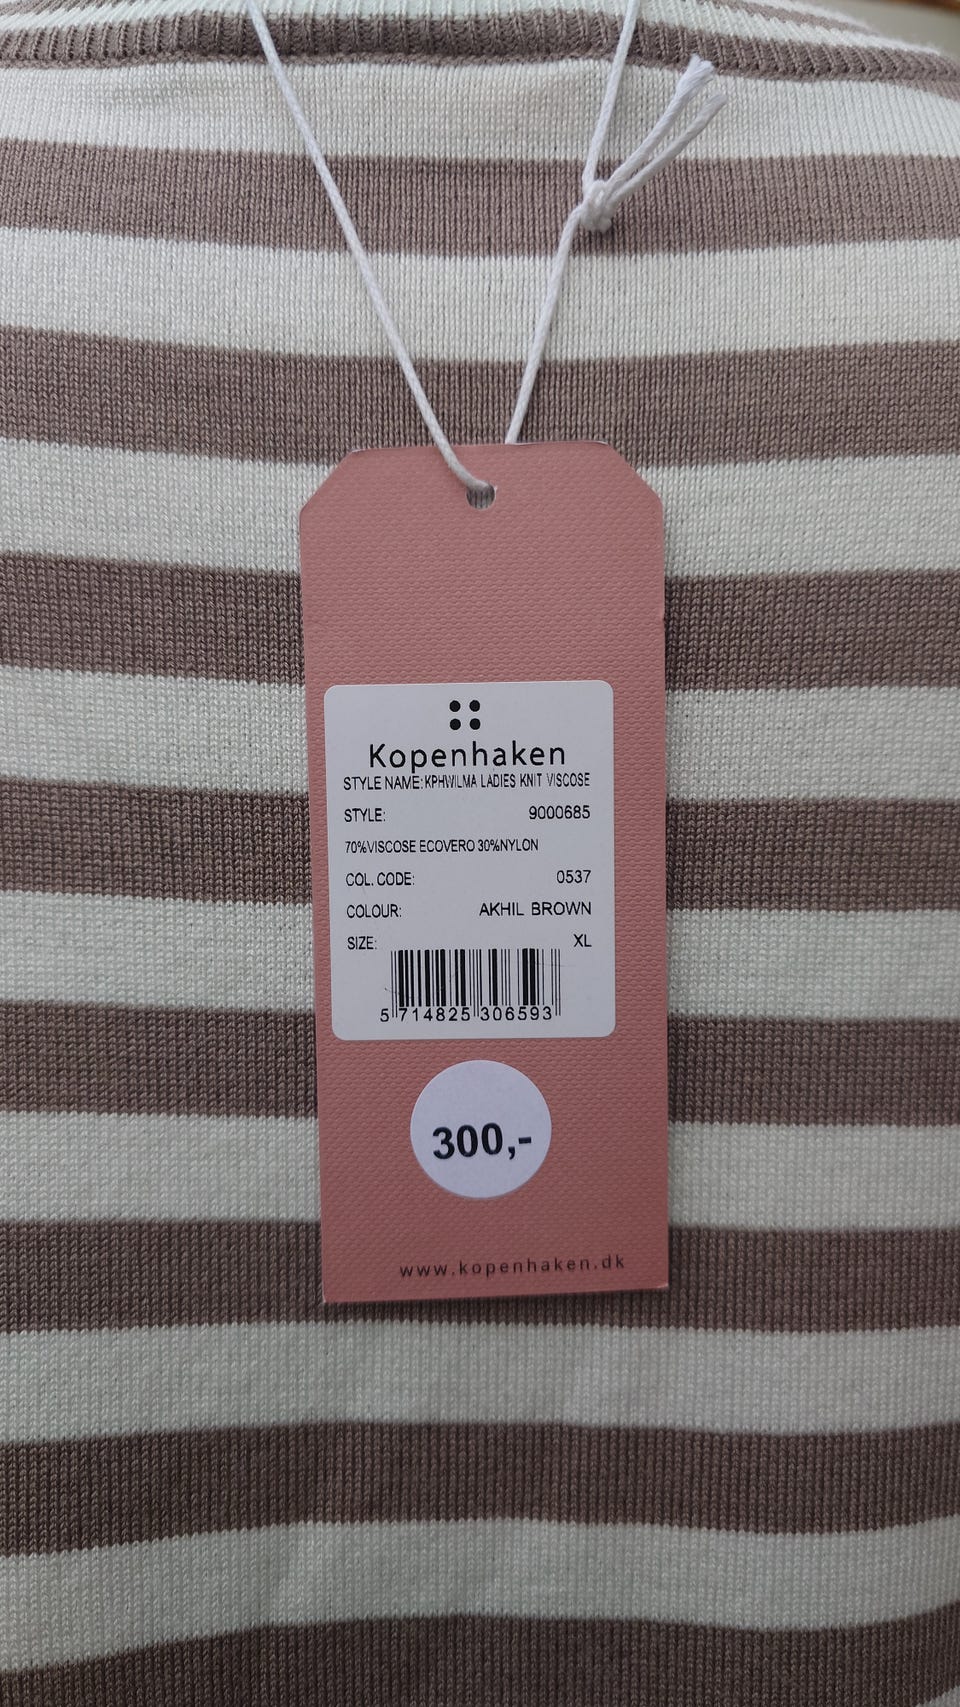 Kopenhaken
STYLE NAME: KPHWILMA LADIES KNIT VISCOSE
STYLE: 9000685
70%VISCOSE ECOVERO 30%NYLON
COL. CODE: 0537
COLOUR: AKHIL BROWN
SIZE: XL
5 714825 306593
300,-
www.kopenhaken.dk